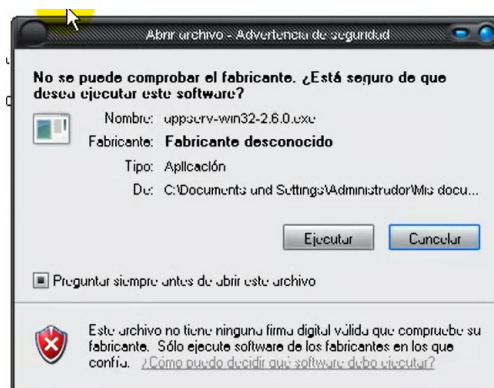 Abrir archivo - Advertencia de seguridad
No se puede comprobar el fabricante. ¿Está seguro de que
desea ejecutar este software?
Nombre: appserv-win32-2.6.0.exe
Fabricante: Fabricante desconocido
Tipo: Aplicación
De: C:\Documents and Settings\Administrador\Mis docu...
Ejecutar Cancelar
Preguntar siempre antes de abrir este archivo
Este archivo no tiene ninguna firma digital válida que compruebe su
fabricante. Sólo ejecute software de los fabricantes en los que
confía. ¿Cómo puedo decidir qué software debo ejecutar?